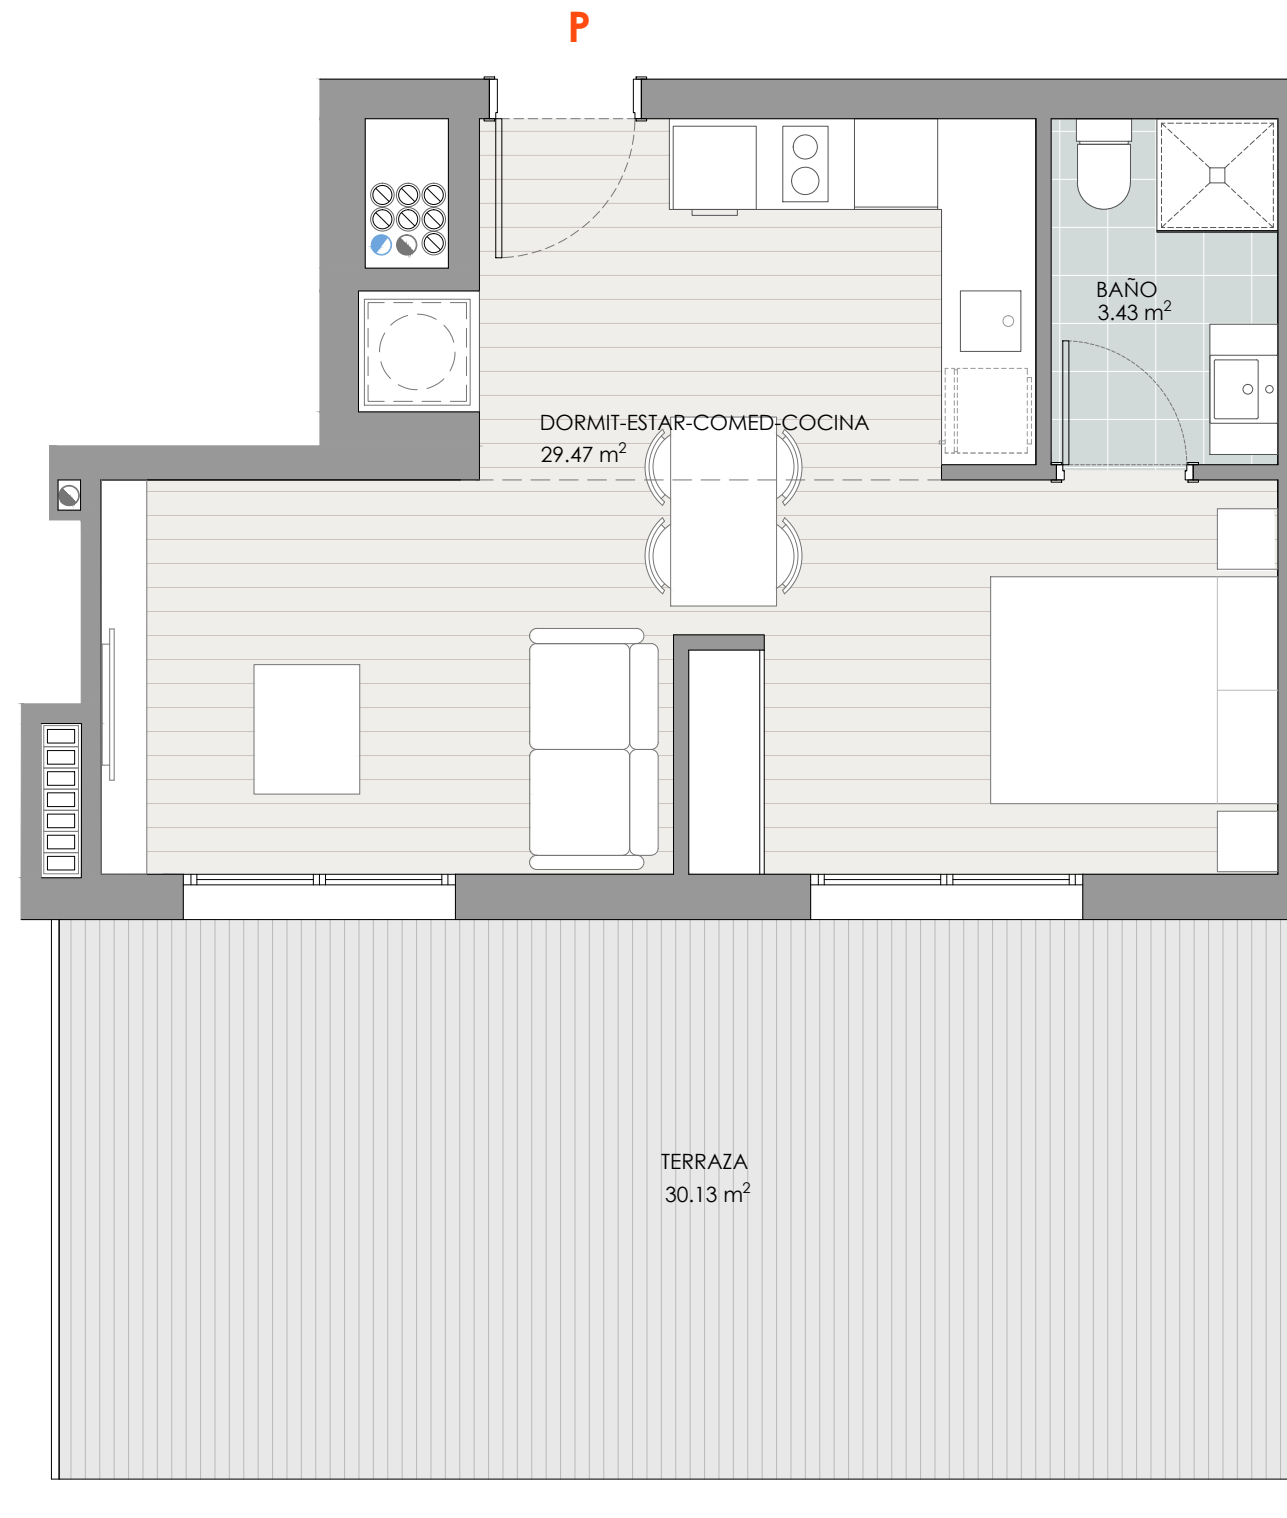 P
BAÑO
3.43 m²
DORMIT-ESTAR-COMED-COCINA
29.47 m²
TERRAZA
30.13 m²